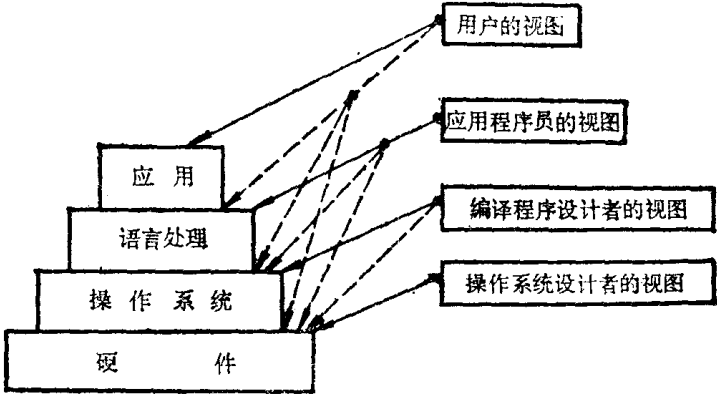 用户的视图
应用程序员的视图
应用
语言处理
编译程序设计者的视图
操作系统设计者的视图
操作系统
硬件